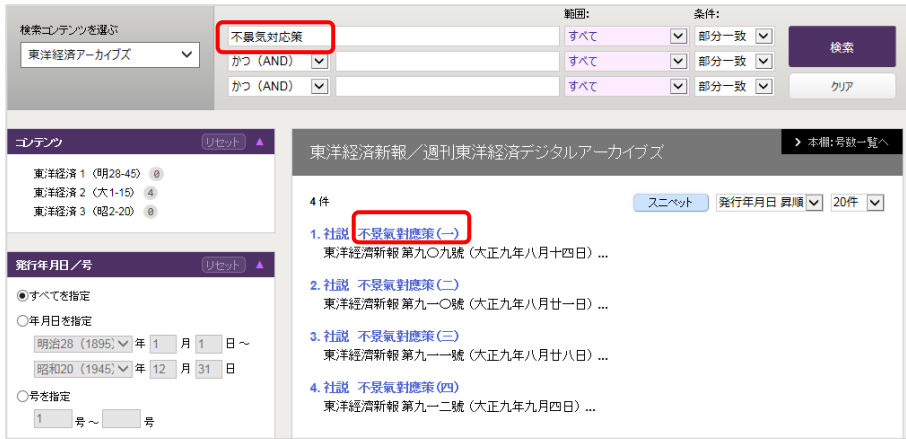 検索コンテンツを選ぶ
東洋経済アーカイブズ
範囲:
条件:
不景気対応策
すべて
部分一致
かつ（AND）
すべて
部分一致
かつ（AND）
すべて
部分一致
検索
クリア
コンテンツ
リセット ▲
東洋経済 1（明28-45） 0
東洋経済 2（大1-15） 4
東洋経済 3（昭2-20） 0
発行年月日／号
リセット ▲
すべてを指定
年月日を指定
明治28（1895） 年 1 月 1 日～
昭和20（1945） 年 12 月 31 日
号を指定
1 号～ 号
東洋経済新報／週刊東洋経済デジタルアーカイブズ
本棚:号数一覧へ
4 件
スニペット
発行年月日 昇順
20件
1. 社説 不景氣對應策(一)
東洋經濟新報 第九〇九號（大正九年八月十四日）...
2. 社説 不景氣對應策(二)
東洋經濟新報 第九一〇號（大正九年八月廿一日）...
3. 社説 不景氣對應策(三)
東洋經濟新報 第九一一號（大正九年八月廿八日）...
4. 社説 不景氣對應策(四)
東洋經濟新報 第九一二號（大正九年九月四日）...